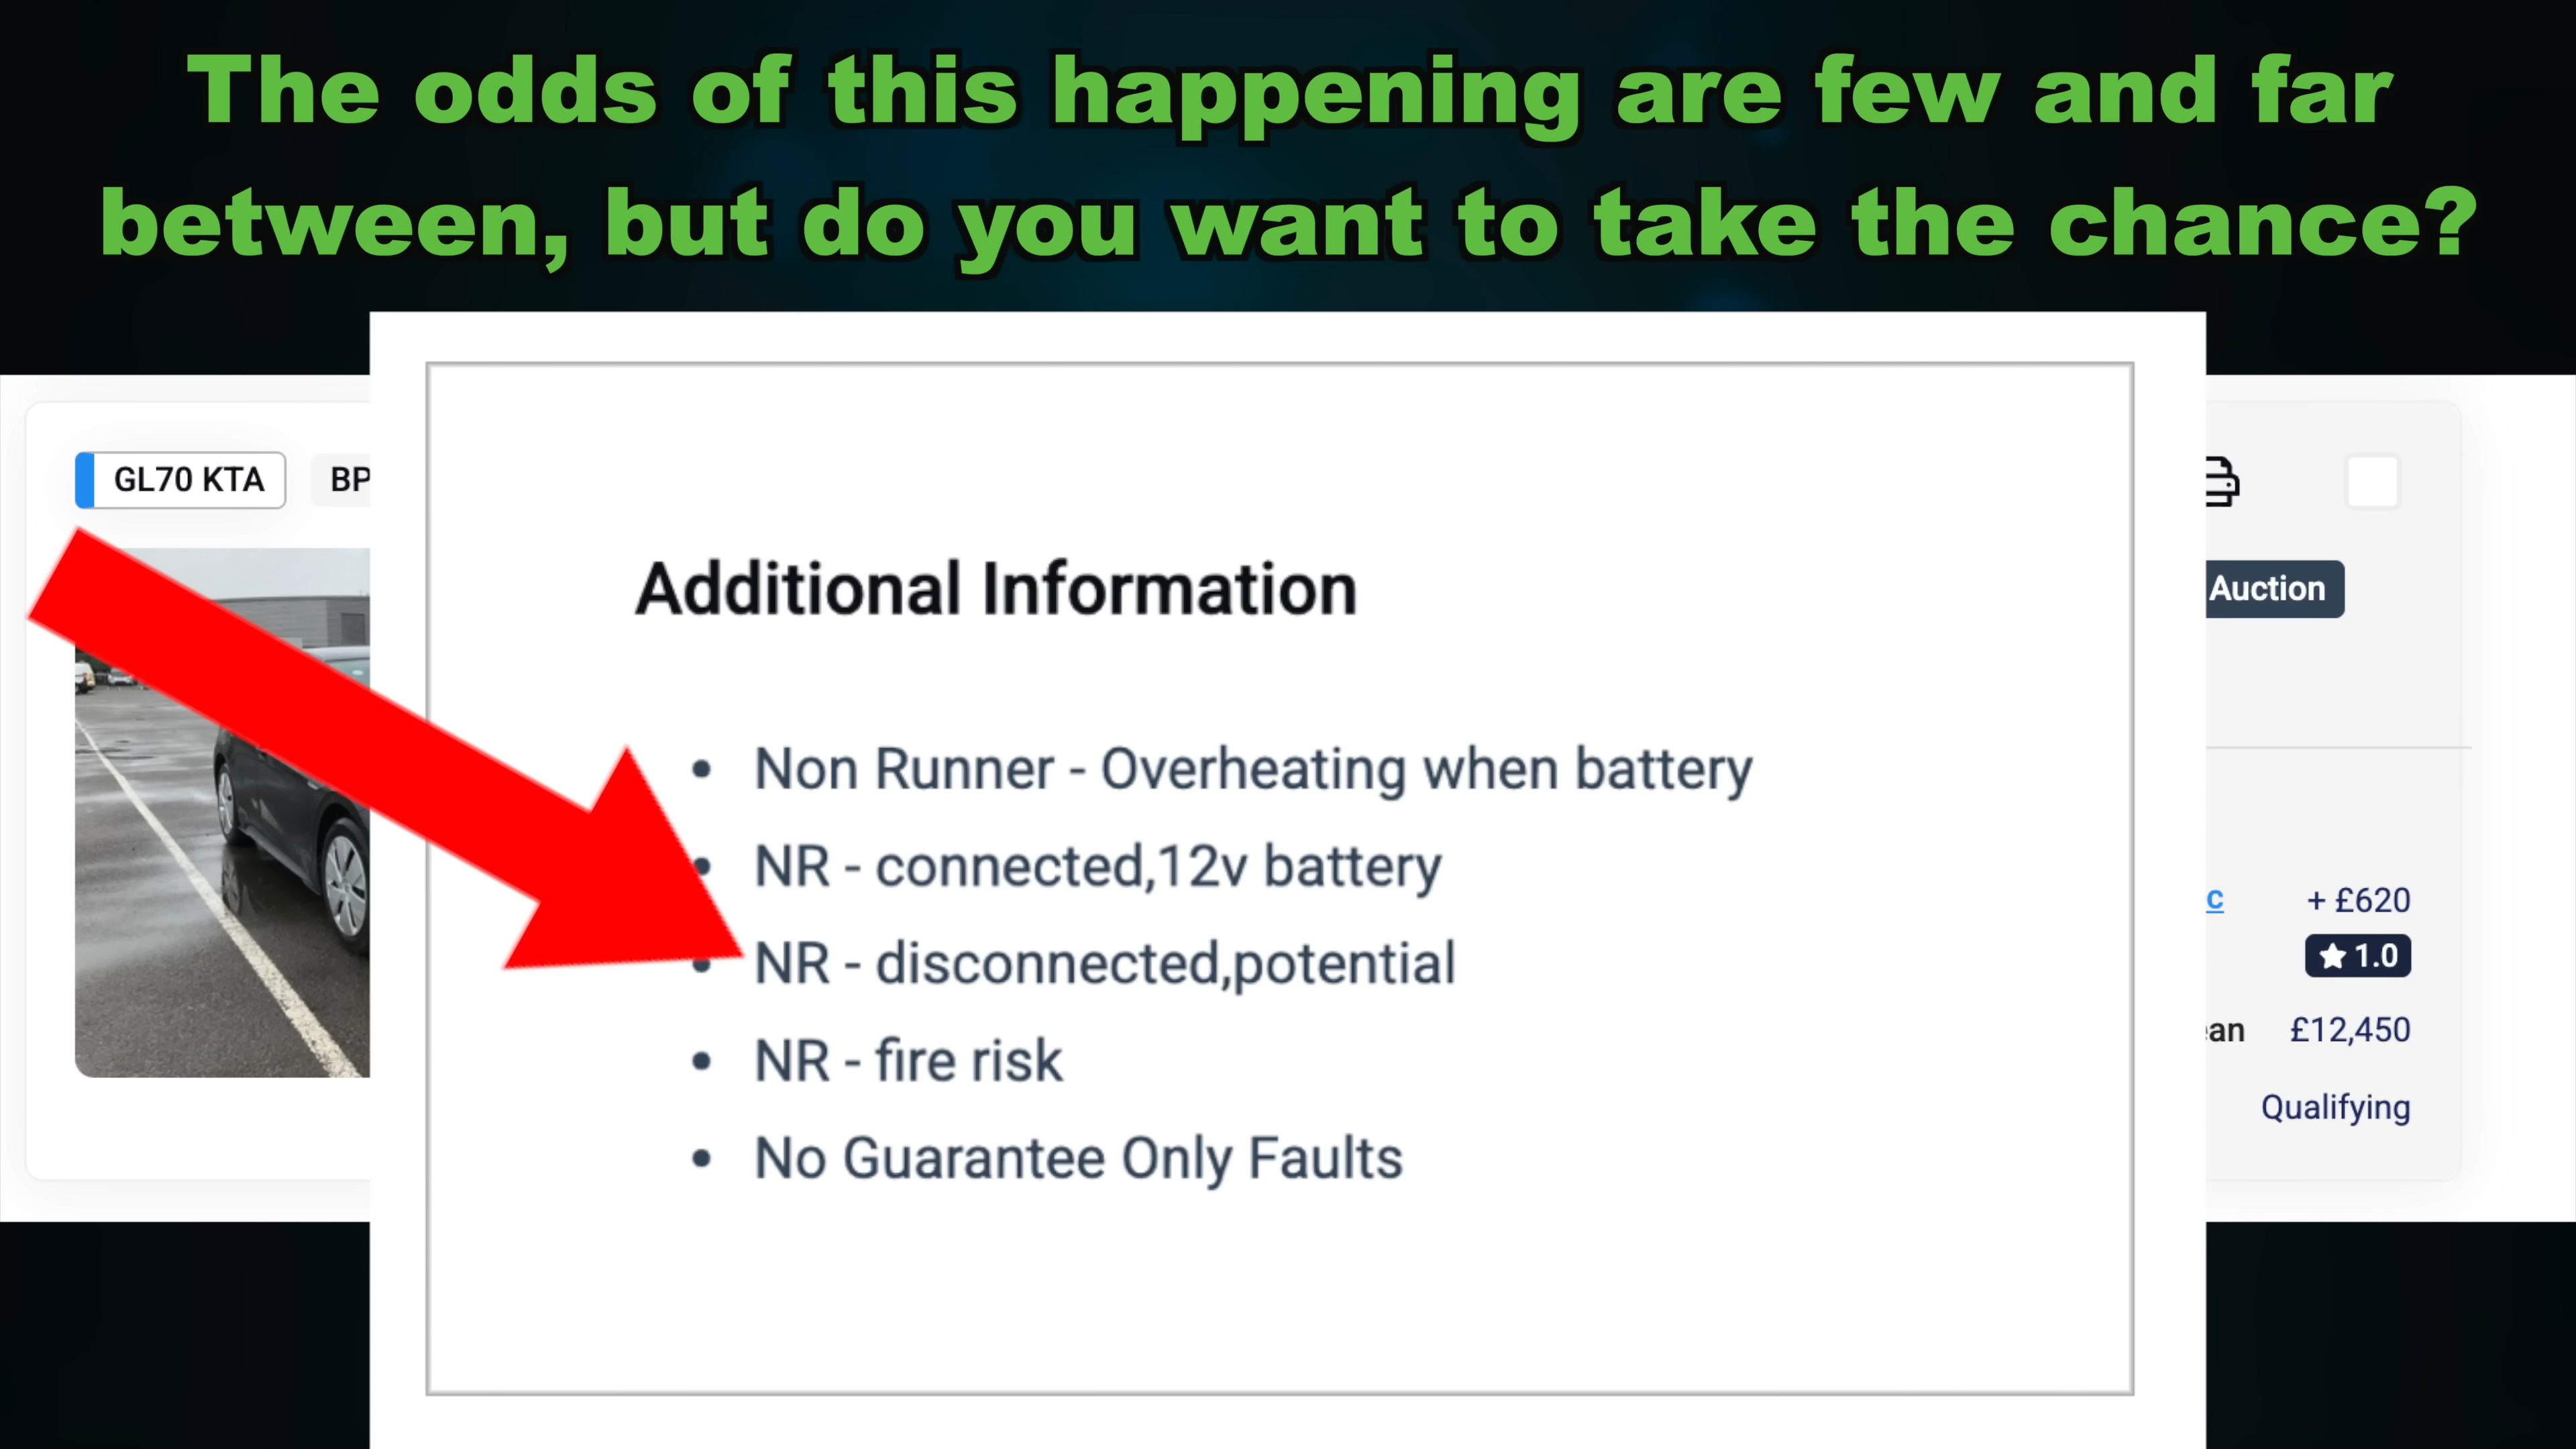 The odds of this happening are few and far
between, but do you want to take the chance?
GL70 KTA
BP
Auction
Additional Information
Non Runner - Overheating when battery
NR - connected,12v battery
NR - disconnected,potential
NR - fire risk
No Guarantee Only Faults
c + £620
1.0
an £12,450
Qualifying